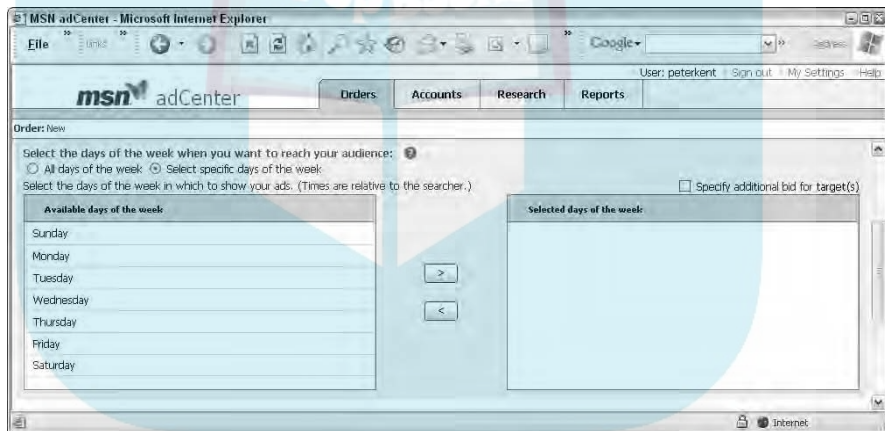 MSN adCenter - Microsoft Internet Explorer
File Links Google
User: peterkent Sign out My Settings Help
msn adCenter Orders Accounts Research Reports
Order: New
Select the days of the week when you want to reach your audience:
All days of the week Select specific days of the week
Select the days of the week in which to show your ads. (Times are relative to the searcher.) Specify additional bid for target(s)
Available days of the week Selected days of the week
Sunday
Monday
Tuesday
Wednesday
Thursday
Friday
Saturday
>
<
Internet